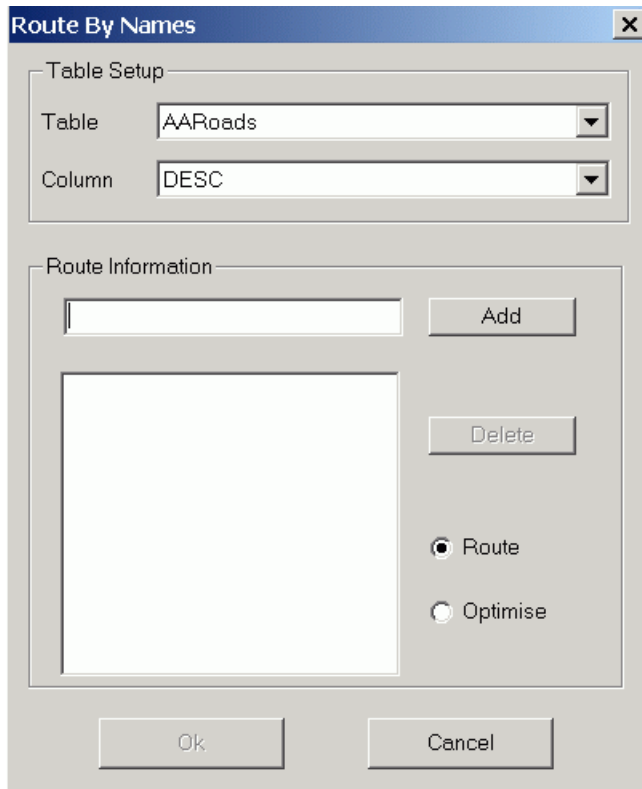 Route By Names
Table Setup
Table AARoads
Column DESC
Route Information
Add
Delete
Route
Optimise
Ok Cancel